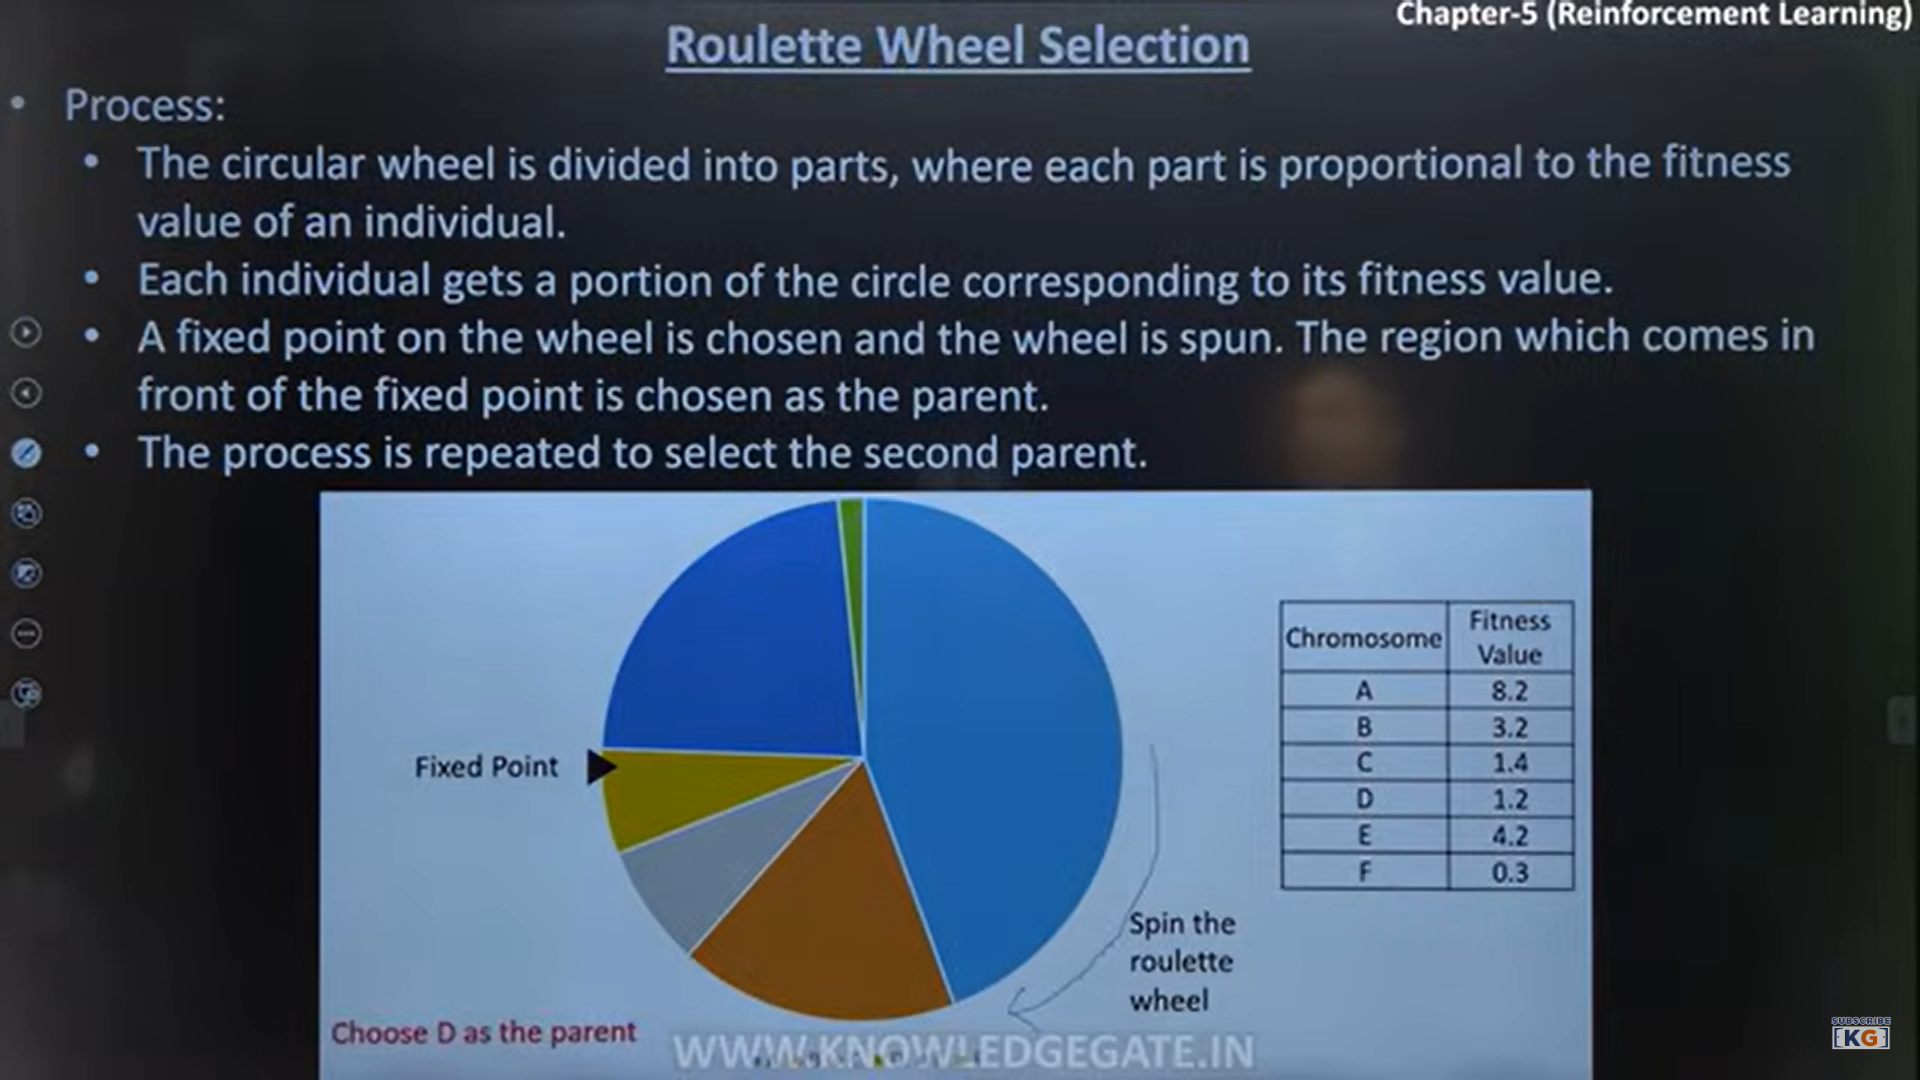 Chapter-5 (Reinforcement Learning)
Roulette Wheel Selection
• Process:
• The circular wheel is divided into parts, where each part is proportional to the fitness
value of an individual.
• Each individual gets a portion of the circle corresponding to its fitness value.
• A fixed point on the wheel is chosen and the wheel is spun. The region which comes in
front of the fixed point is chosen as the parent.
• The process is repeated to select the second parent.
Fixed Point
Chromosome Fitness Value
A 8.2
B 3.2
C 1.4
D 1.2
E 4.2
F 0.3
Spin the
roulette
wheel
Choose D as the parent
WWW.KNOWLEDGEGATE.IN
SUBSCRIBE
KG